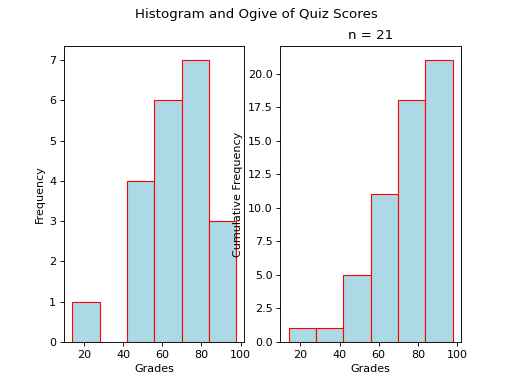 Histogram and Ogive of Quiz Scores
n = 21
Frequency
7
6
5
4
3
2
1
0
20 40 60 80 100
Grades
Cumulative Frequency
20.0
17.5
15.0
12.5
10.0
7.5
5.0
2.5
0.0
20 40 60 80 100
Grades